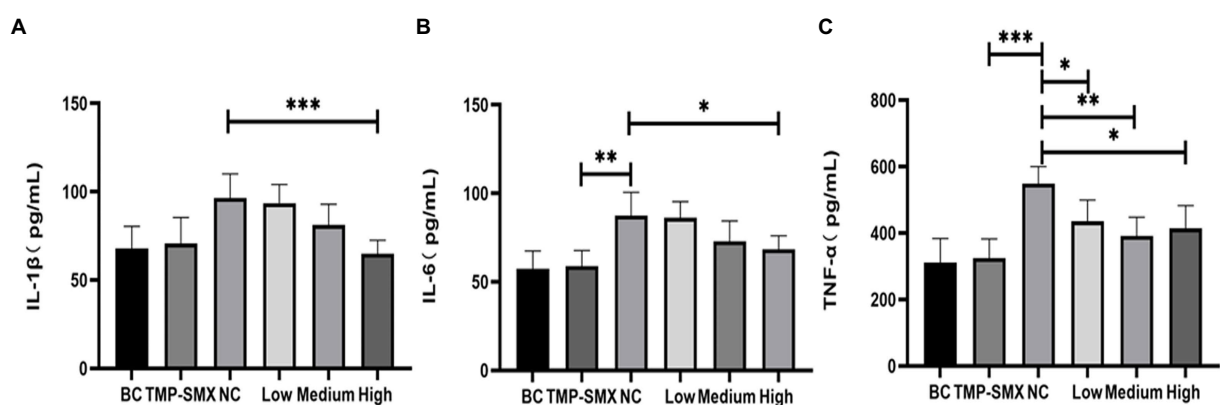 A
IL-1β( pg/mL)
150
100
50
0
***
BC TMP-SMX NC Low Medium High
B
IL-6( pg/mL)
150
100
50
0
**
*
BC TMP-SMX NC Low Medium High
C
TNF-α( pg/mL)
800
600
400
200
0
***
*
**
*
BC TMP-SMX NC Low Medium High